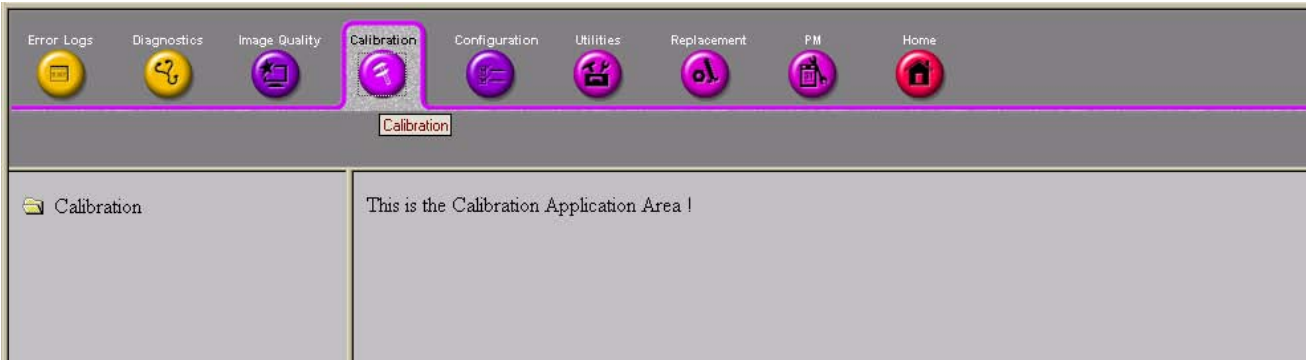 Error Logs Diagnostics Image Quality Calibration Configuration Utilities Replacement PM Home
Calibration
Calibration
This is the Calibration Application Area !